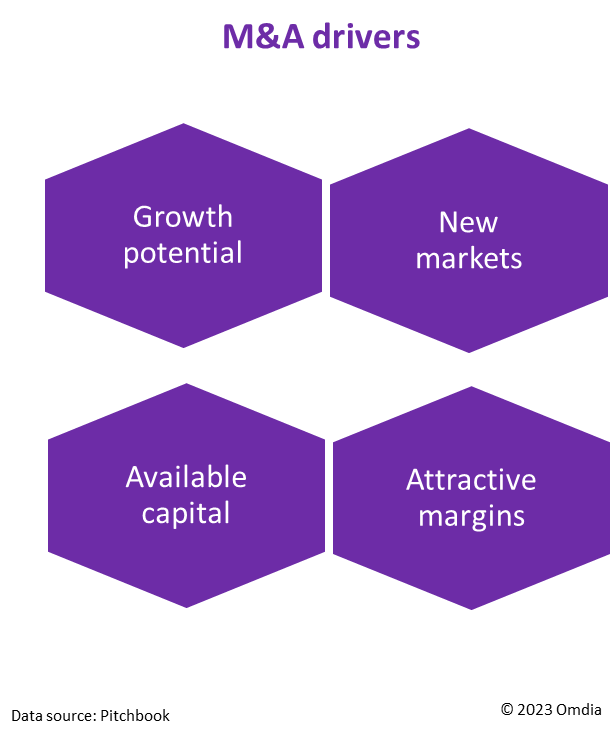 M&A drivers
Growth
potential
New
markets
Available
capital
Attractive
margins
Data source: Pitchbook
© 2023 Omdia